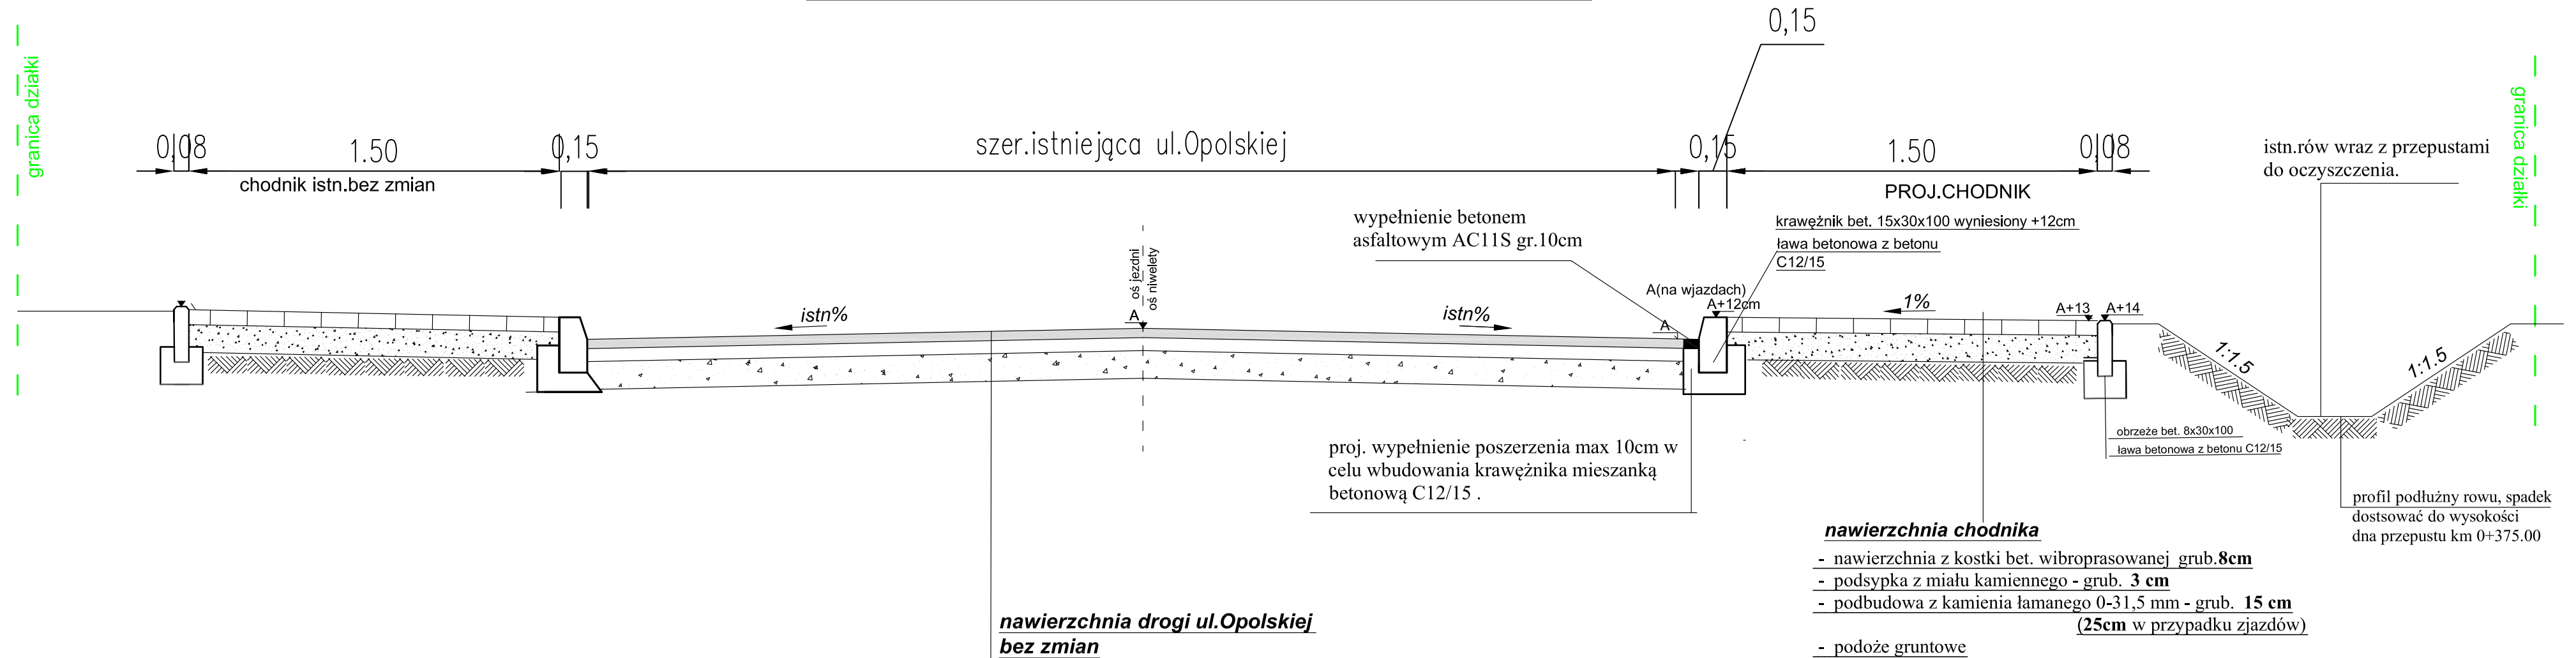 0,15
granica działki
granica działki
0,08
1.50
0,15
szer.istniejąca ul.Opolskiej
0,15
1.50
0,08
istn.rów wraz z przepustami
do oczyszczenia.
chodnik istn.bez zmian
PROJ.CHODNIK
wypełnienie betonem
asfaltowym AC11S gr.10cm
krawężnik bet. 15x30x100 wyniesiony +12cm
ława betonowa z betonu
C12/15
oś jezdni
oś niwelety
A(na wjazdach)
A+12cm
istn%
A
istn%
A
1%
A+13
A+14
1:1.5
1:1.5
obrzeże bet. 8x30x100
ława betonowa z betonu C12/15
proj. wypełnienie poszerzenia max 10cm w
celu wbudowania krawężnika mieszanką
betonową C12/15 .
profil podłużny rowu, spadek
dostsować do wysokości
dna przepustu km 0+375.00
nawierzchnia chodnika
- nawierzchnia z kostki bet. wibroprasowanej grub.8cm
- podsypka z miału kamiennego - grub. 3 cm
- podbudowa z kamienia łamanego 0-31,5 mm - grub. 15 cm
(25cm w przypadku zjazdów)
- podoże gruntowe
nawierzchnia drogi ul.Opolskiej
bez zmian